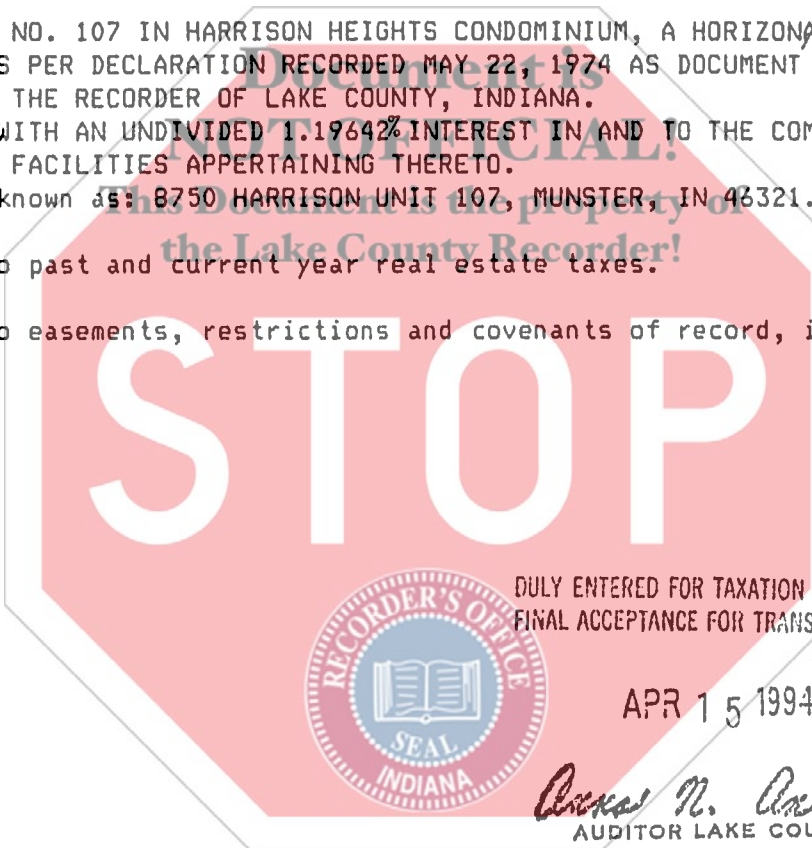 NO. 107 IN HARRISON HEIGHTS CONDOMINIUM, A HORIZONA
S PER DECLARATION RECORDED MAY 22, 1974 AS DOCUMENT
Document is
THE RECORDER OF LAKE COUNTY, INDIANA.
WITH AN UNDIVIDED 1.19642% INTEREST IN AND TO THE COM
NOT OFFICIAL!
FACILITIES APPERTAINING THERETO.
known as: 8750 HARRISON UNIT 107, MUNSTER, IN 46321.
This Document is the property of
the Lake County Recorder!
o past and current year real estate taxes.
o easements, restrictions and covenants of record, i
STOP
DULY ENTERED FOR TAXATION
FINAL ACCEPTANCE FOR TRANS
RECORDER'S OFFICE
SEAL
INDIANA
APR 15 1994
AUDITOR LAKE COU